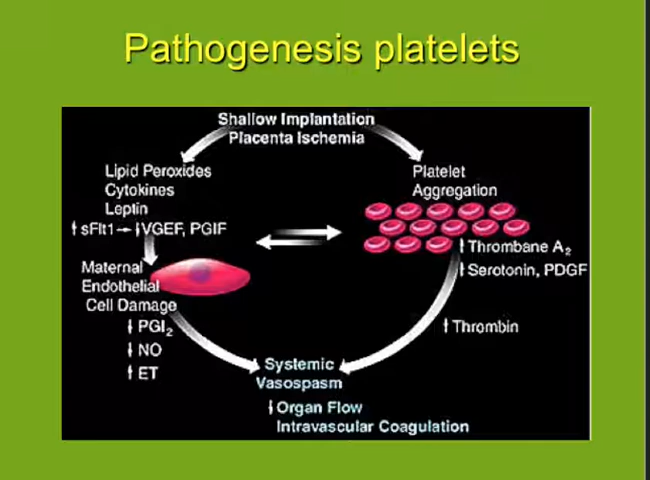 Pathogenesis platelets
Shallow Implantation
Placenta Ischemia
Lipid Peroxides
Cytokines
Leptin
↑ sFlt1→ ↓VGEF, PGIF
Maternal
Endothelial
Cell Damage
↓ PGI₂
↓ NO
↑ ET
Platelet
Aggregation
↑ Thrombane A₂
↑ Serotonin, PDGF
↑ Thrombin
Systemic
Vasospasm
↓ Organ Flow
Intravascular Coagulation